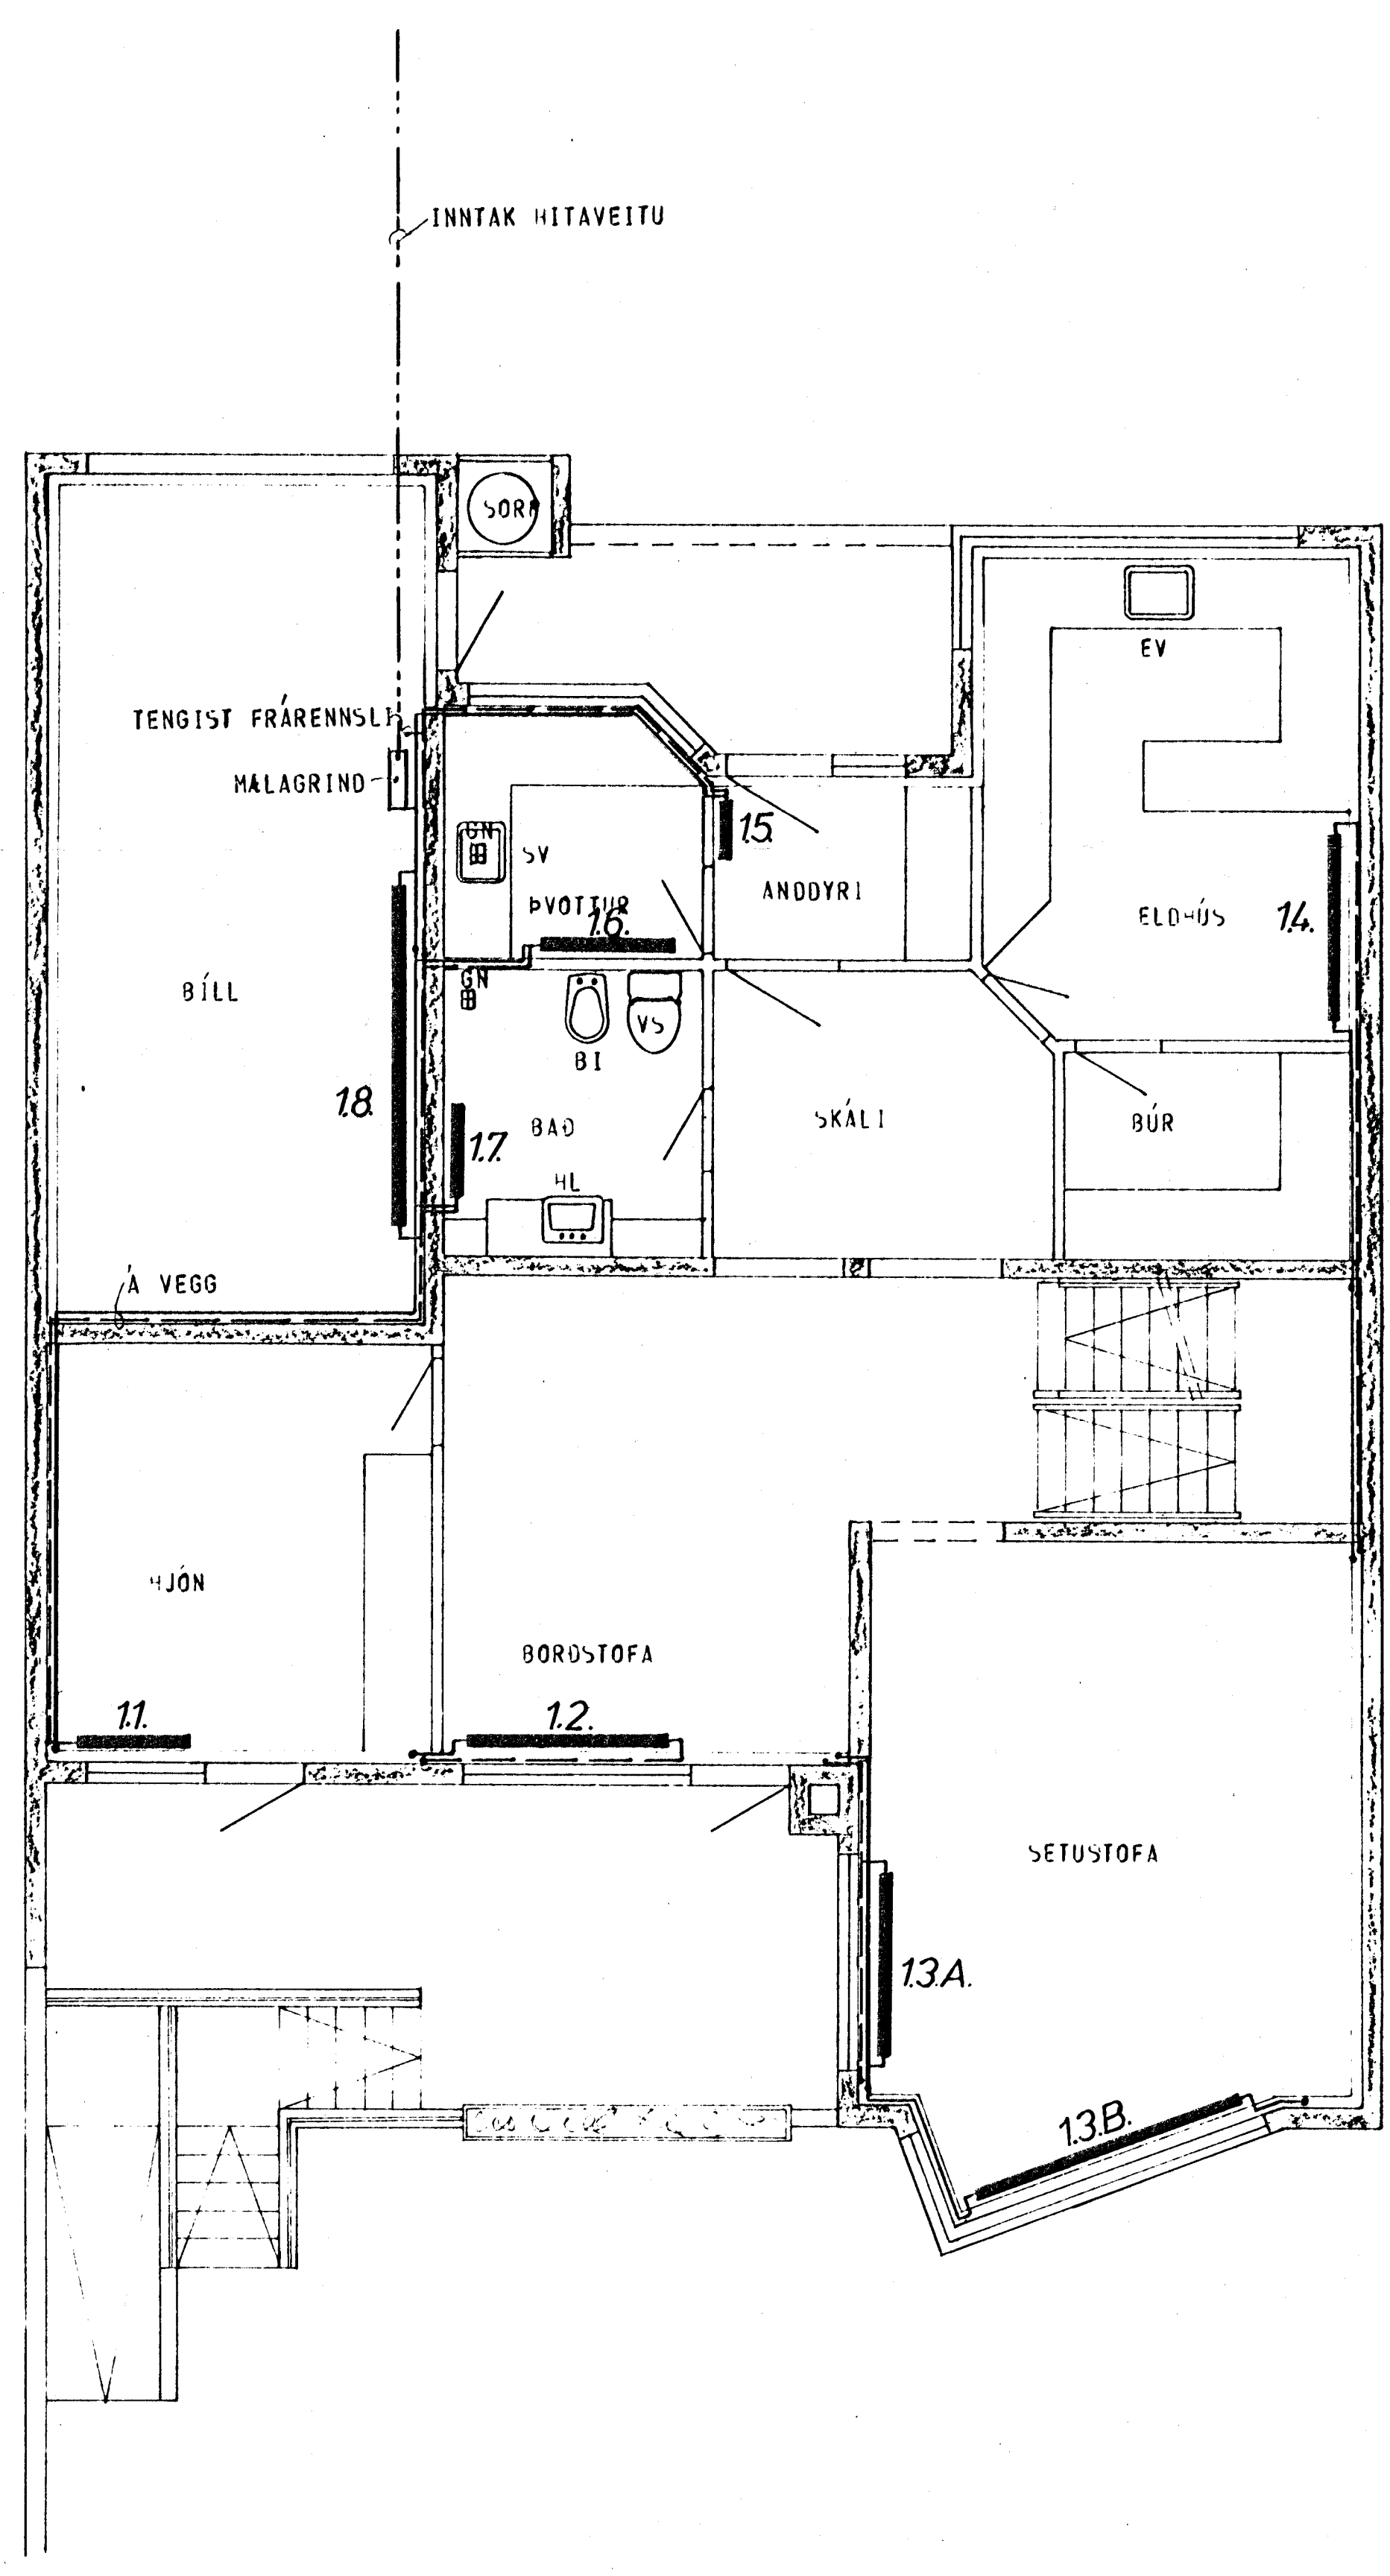 INNTAK HITAVEITU
SORP
EV
TENGIST FRÁRENNSLI
MÆLAGRIND
GN
SV
1.5.
ÞVOTTUR
1.6.
ANDDYRI
ELDHÚS
1.4.
BÍLL
GN
VS
BI
1.8.
1.7.
BAÐ
SKÁLI
BÚR
HL
Á VEGG
HJÓN
BORÐSTOFA
1.1.
1.2.
SETUSTOFA
1.3.A.
1.3.B.